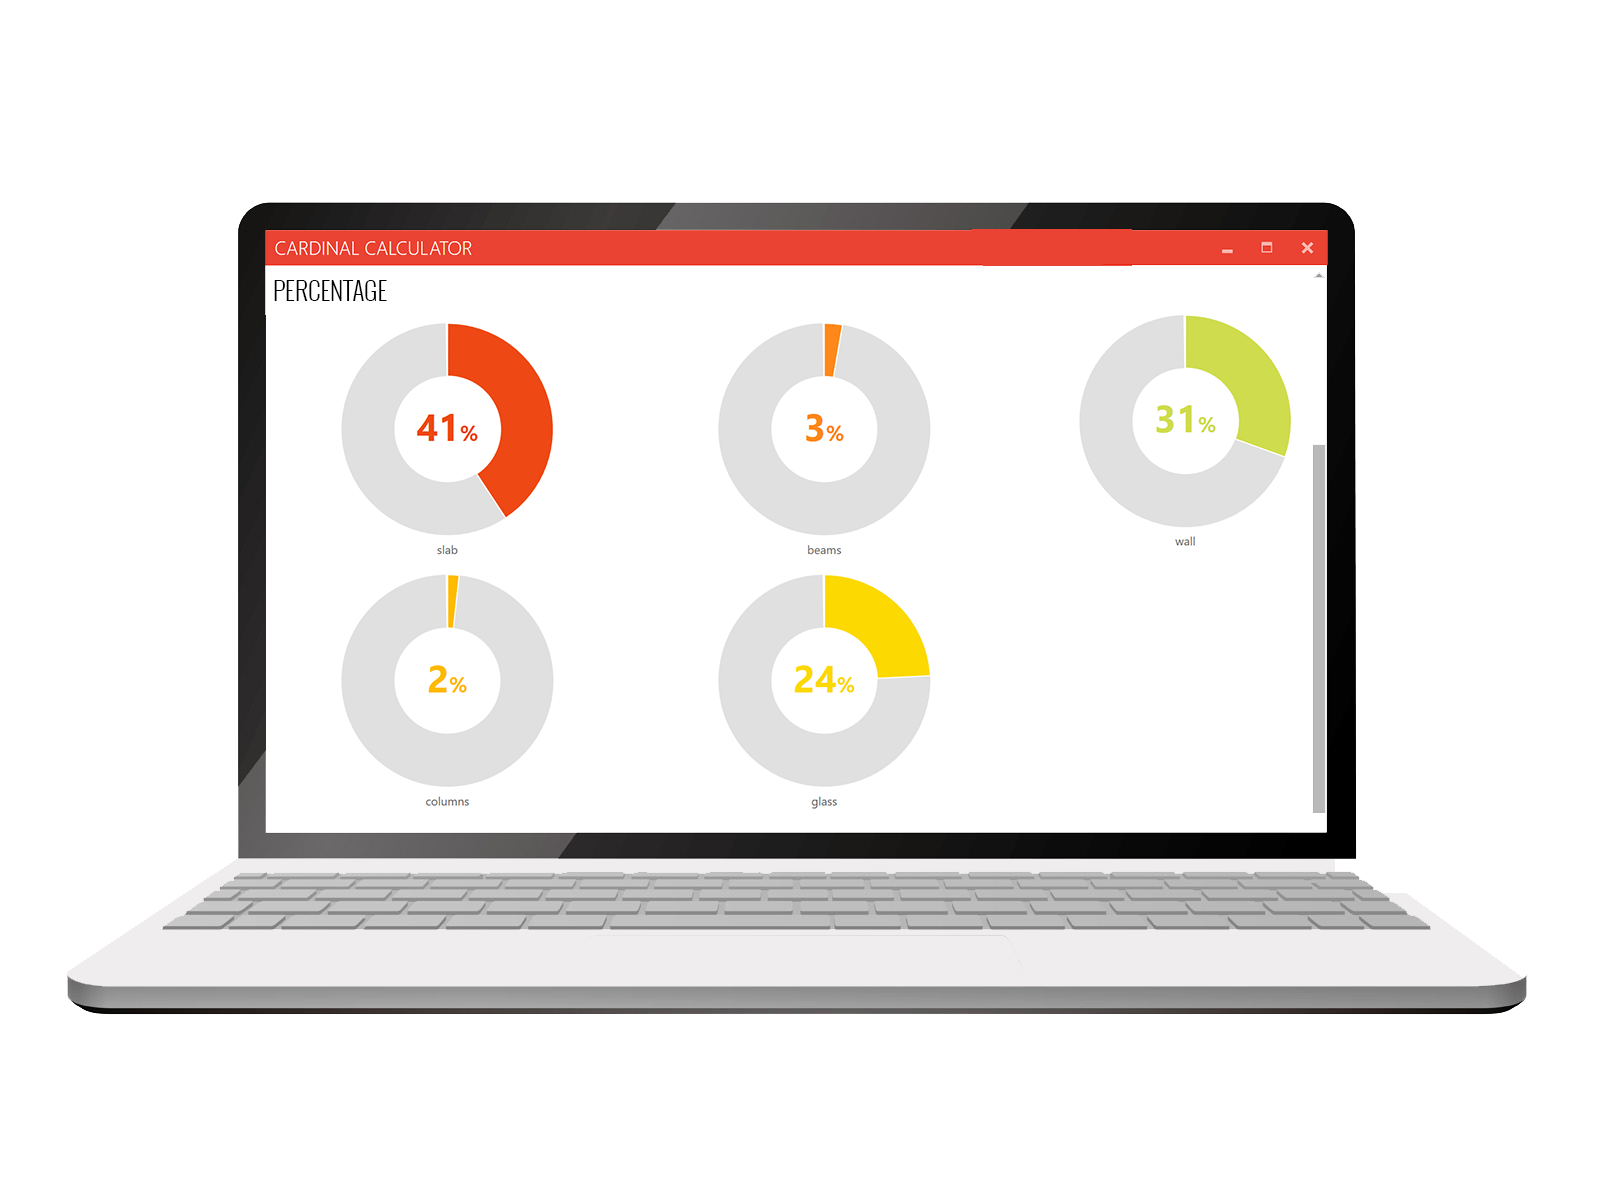 CARDINAL CALCULATOR
PERCENTAGE
41%
3%
31%
slab
beams
wall
2%
24%
columns
glass